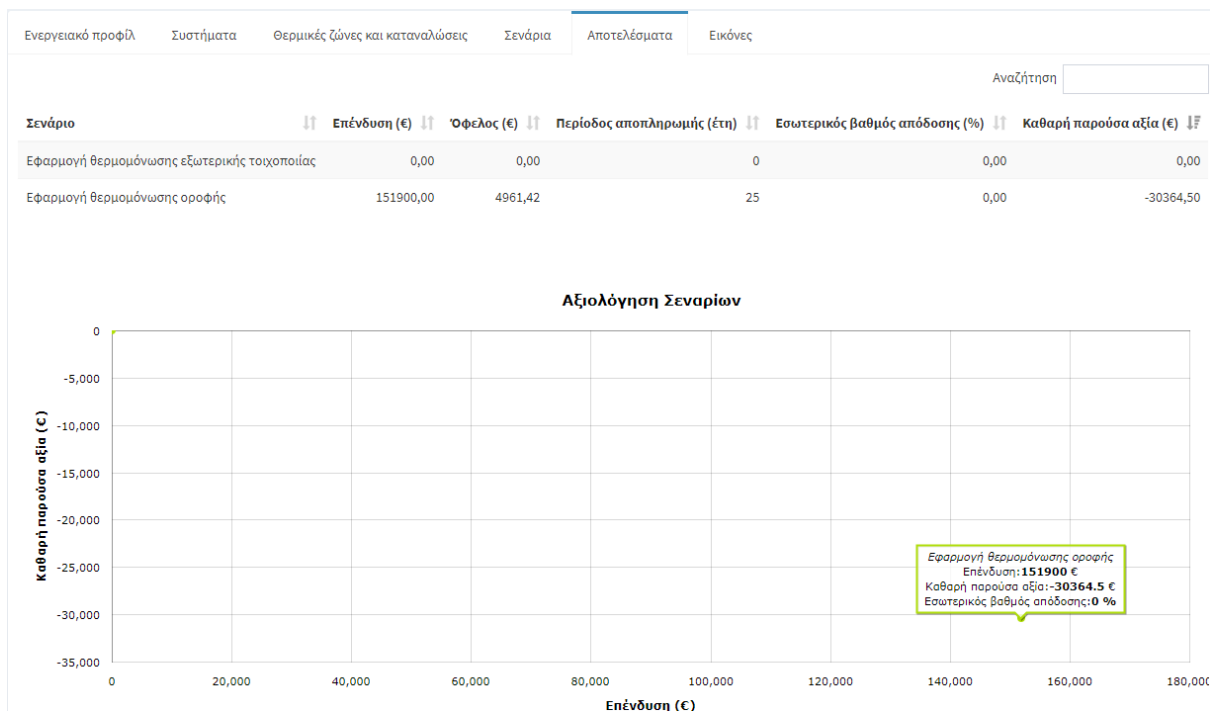 Ενεργειακό προφίλ Συστήματα Θερμικές ζώνες και καταναλώσεις Σενάρια Αποτελέσματα Εικόνες
Αναζήτηση
Σενάριο Επένδυση (€) Όφελος (€) Περίοδος αποπληρωμής (έτη) Εσωτερικός βαθμός απόδοσης (%) Καθαρή παρούσα αξία (€)
Εφαρμογή θερμομόνωσης εξωτερικής τοιχοποιίας 0,00 0,00 0 0,00 0,00
Εφαρμογή θερμομόνωσης οροφής 151900,00 4961,42 25 0,00 -30364,50
Αξιολόγηση Σεναρίων
Καθαρή παρούσα αξία (€)
0
-5,000
-10,000
-15,000
-20,000
-25,000
-30,000
-35,000
Εφαρμογή θερμομόνωσης οροφής
Επένδυση:151900 €
Καθαρή παρούσα αξία:-30364.5 €
Εσωτερικός βαθμός απόδοσης:0 %
0 20,000 40,000 60,000 80,000 100,000 120,000 140,000 160,000 180,000
Επένδυση (€)